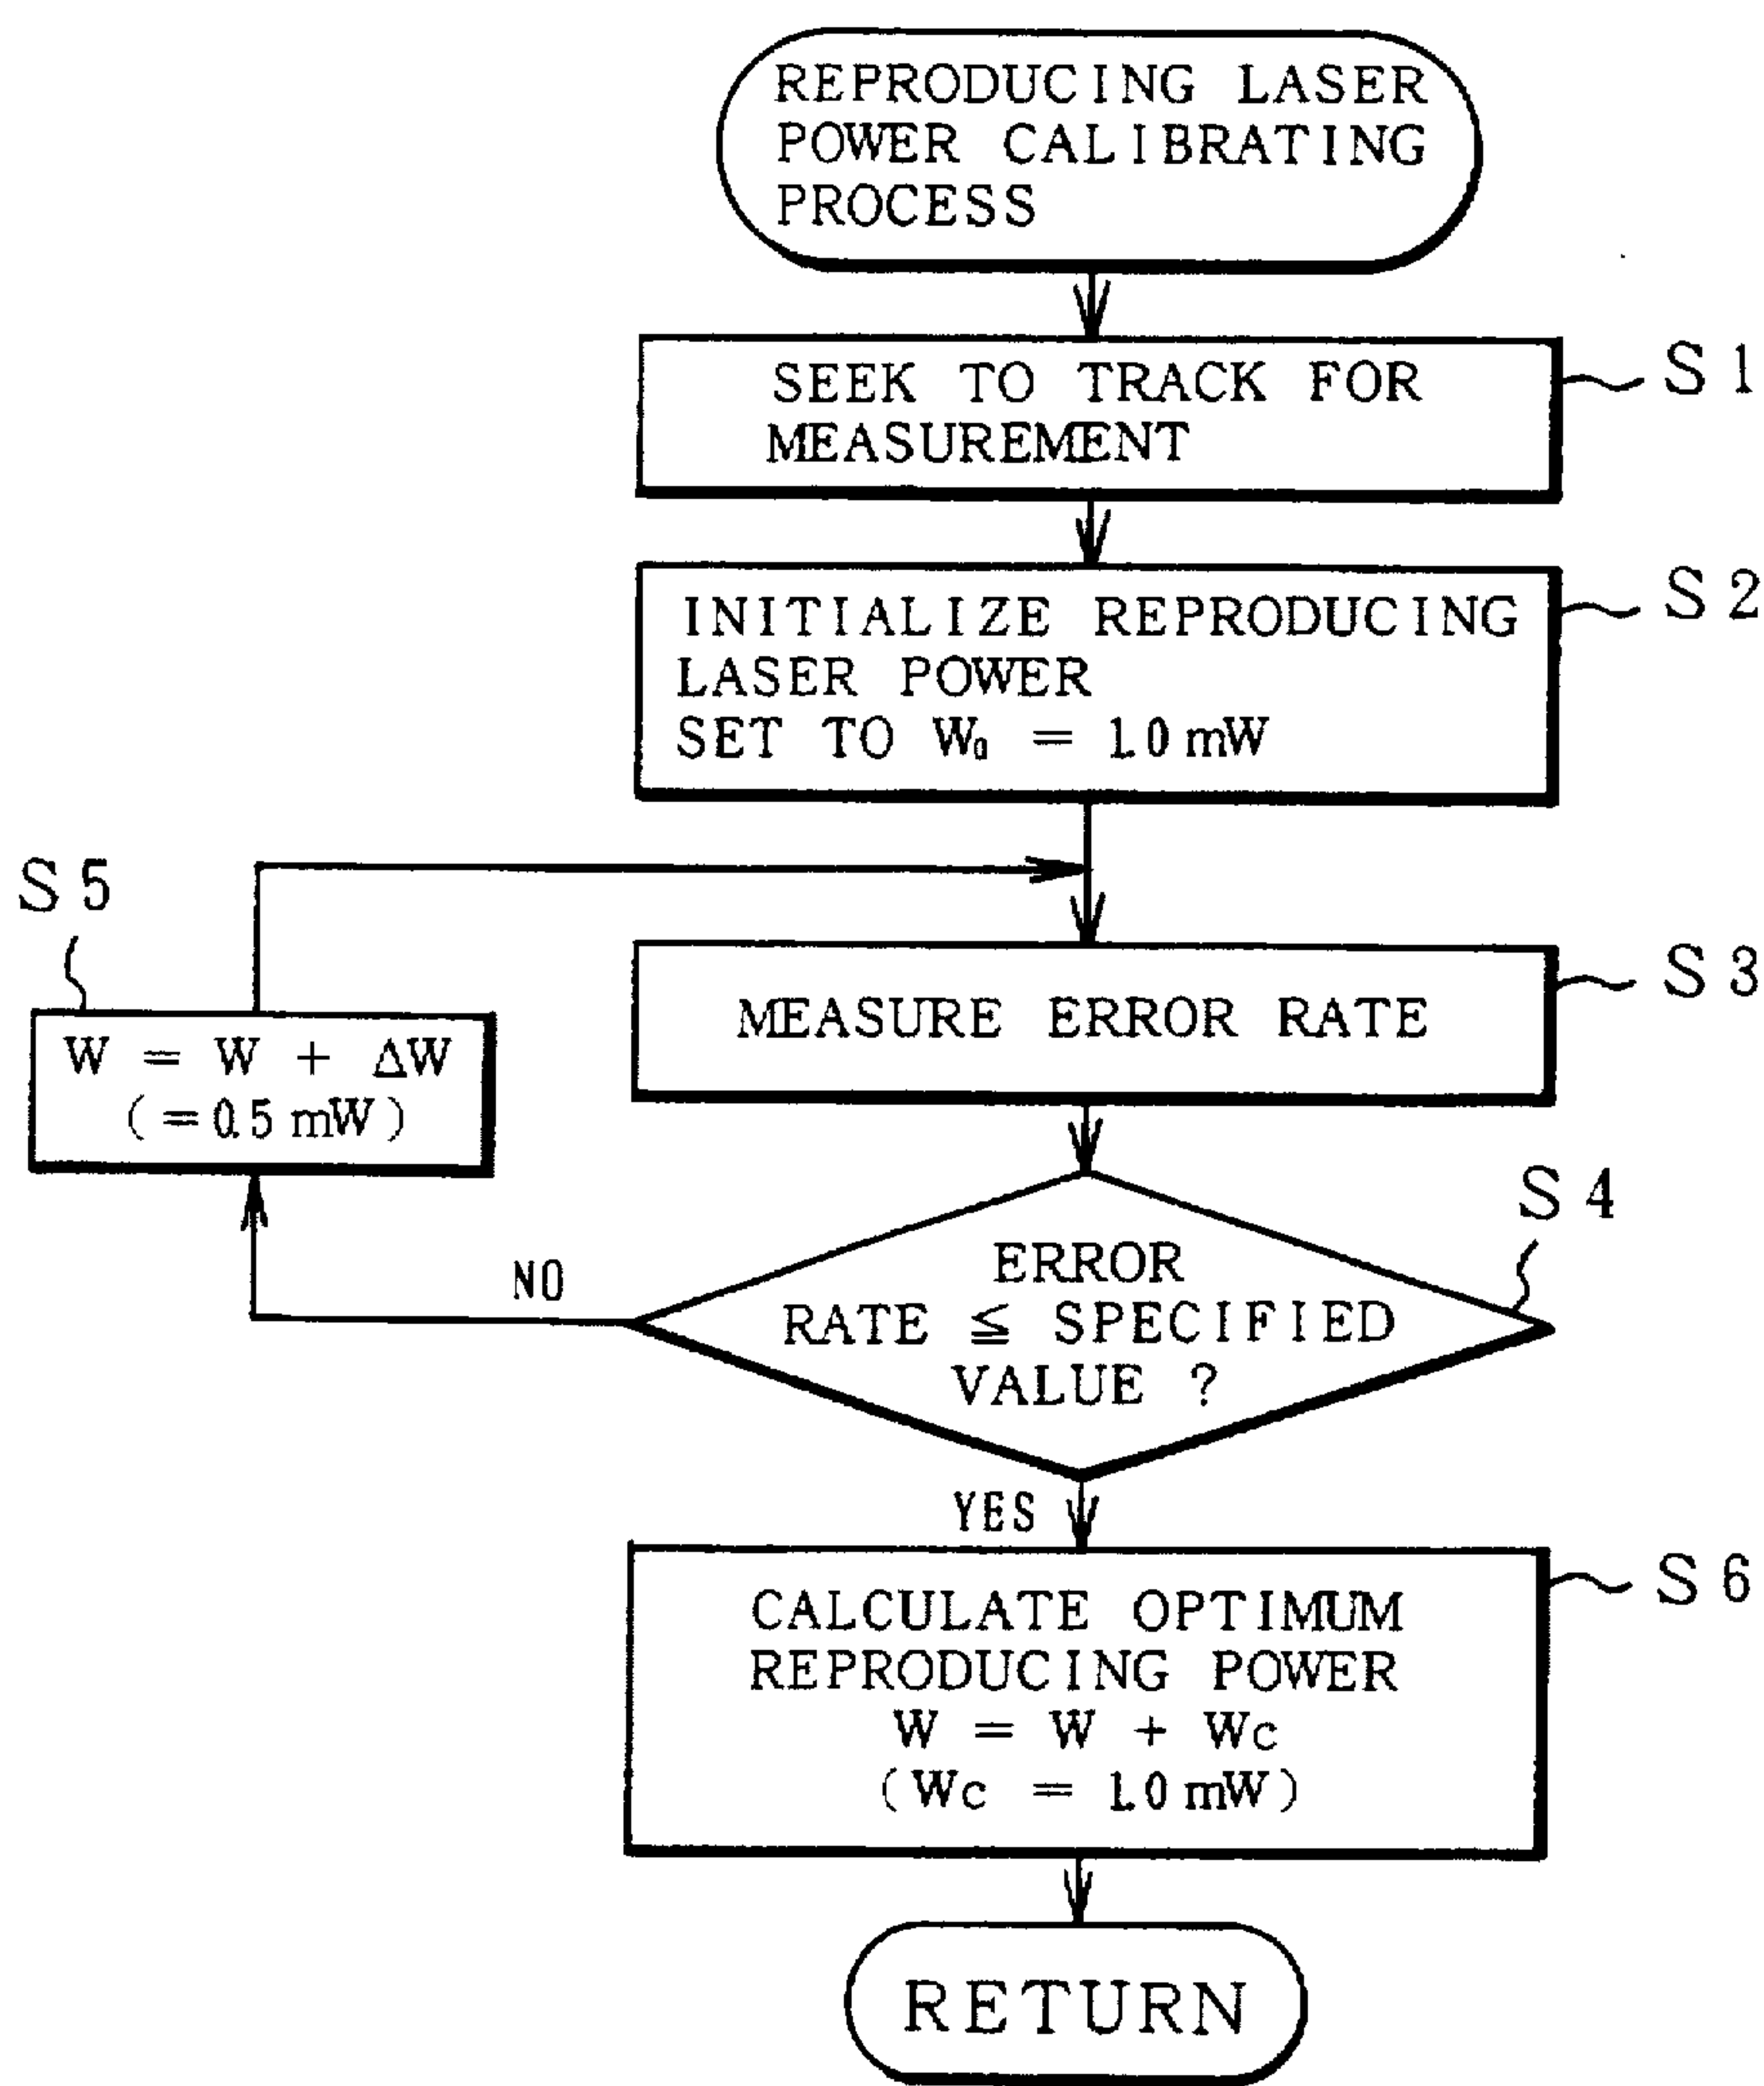 REPRODUCING LASER
POWER CALIBRATING
PROCESS
SEEK TO TRACK FOR
MEASUREMENT
S1
INITIALIZE REPRODUCING
LASER POWER
SET TO W₀ = 1.0 mW
S2
S5
W = W + ΔW
(=0.5 mW)
MEASURE ERROR RATE
S3
ERROR
RATE ≦ SPECIFIED
VALUE ?
S4
NO
YES
CALCULATE OPTIMUM
REPRODUCING POWER
W = W + Wc
(Wc = 1.0 mW)
S6
RETURN